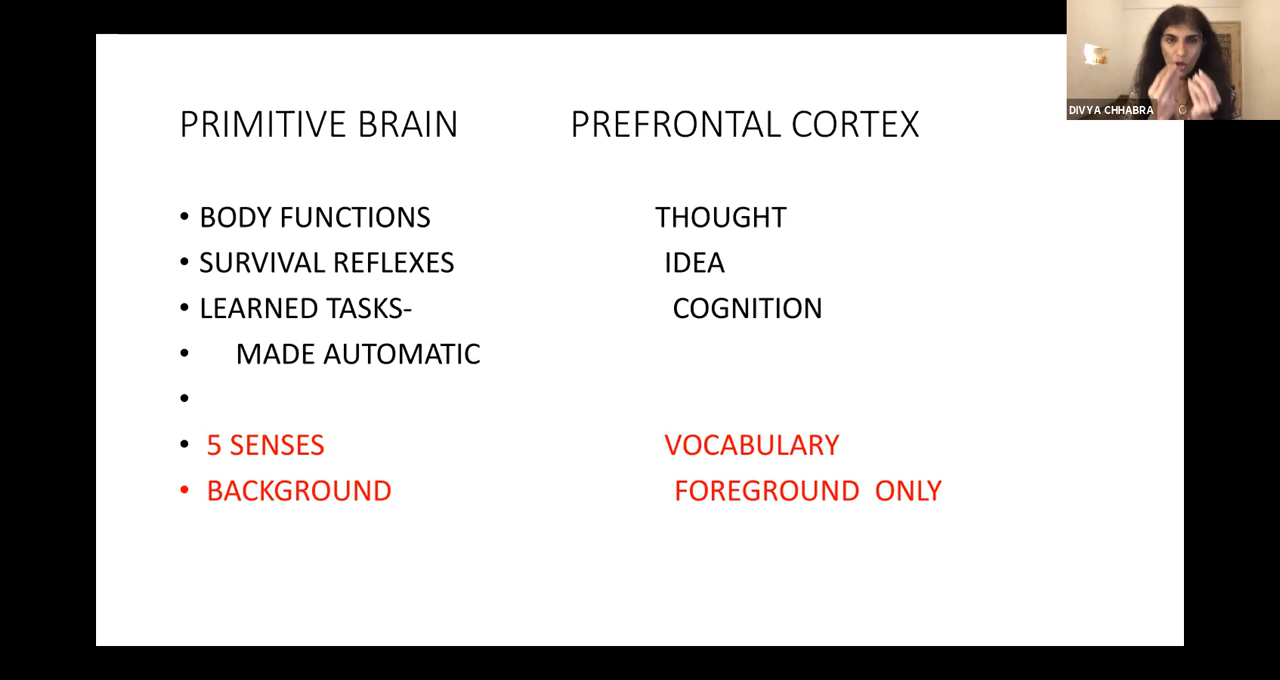 DIVYA CHHABRA
PRIMITIVE BRAIN PREFRONTAL CORTEX
• BODY FUNCTIONS THOUGHT
• SURVIVAL REFLEXES IDEA
• LEARNED TASKS- COGNITION
• MADE AUTOMATIC
•
• 5 SENSES VOCABULARY
• BACKGROUND FOREGROUND ONLY